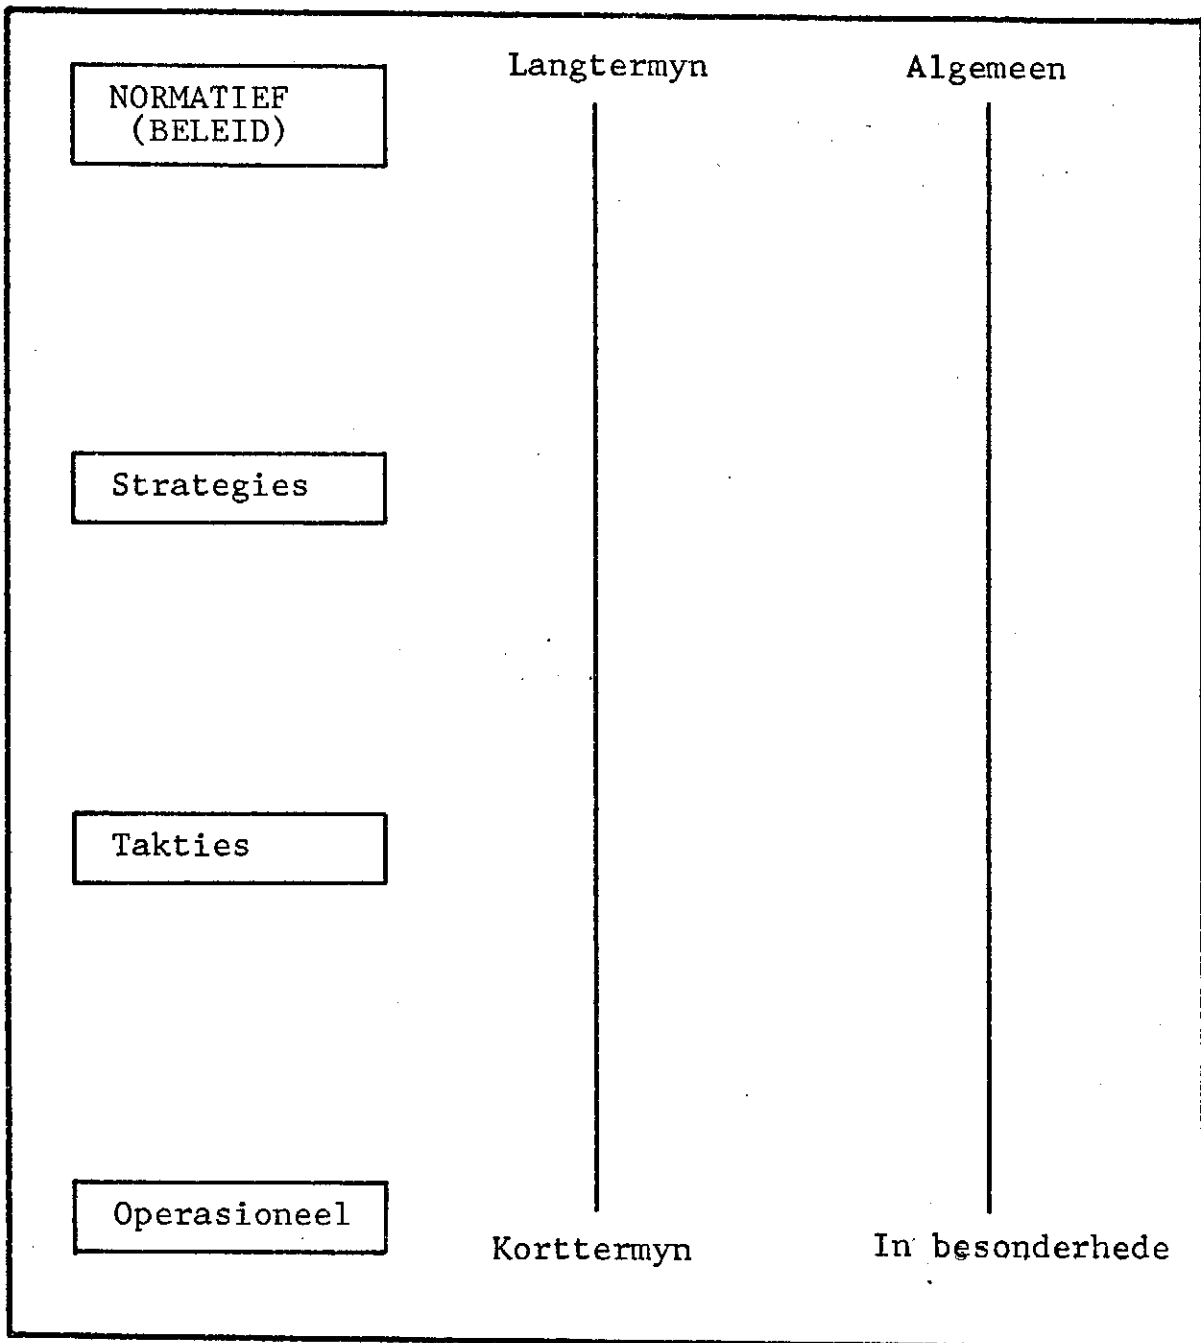 Langtermyn
Algemeen
NORMATIEF
(BELEID)
Strategies
Takties
Operasioneel
Korttermyn
In besonderhede